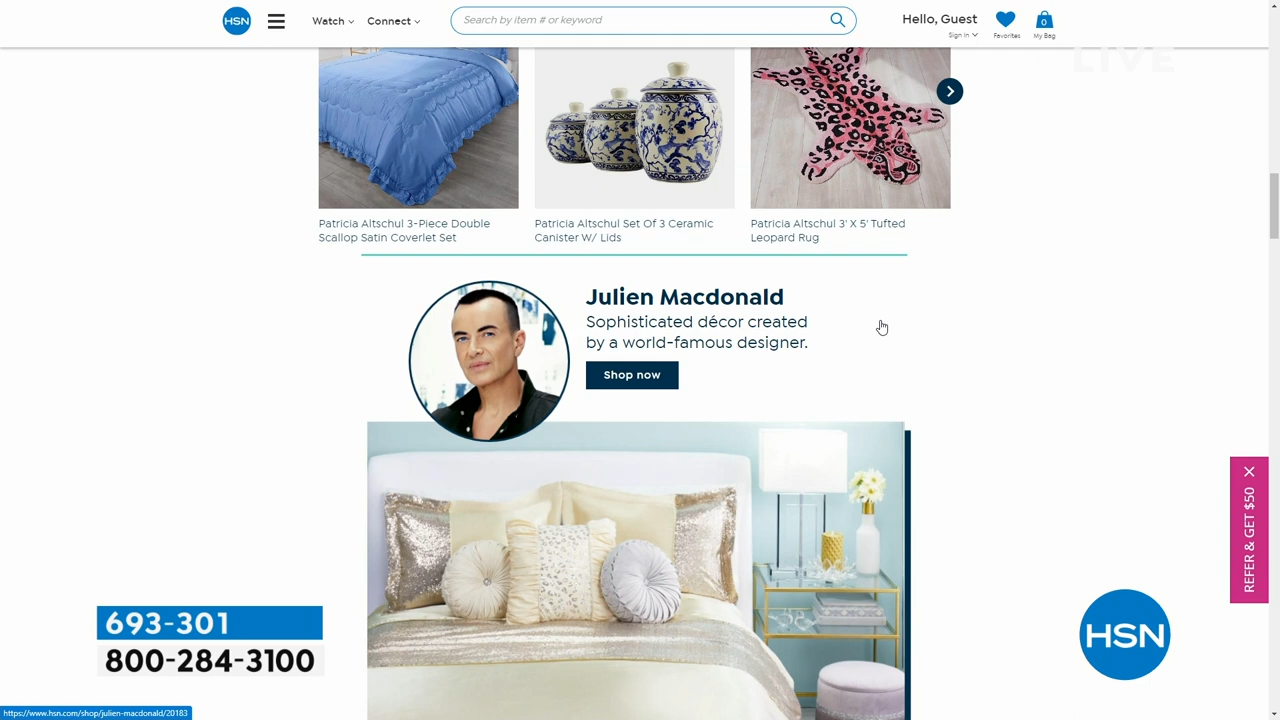 HSN
Watch
Connect
Search by item # or keyword
Hello, Guest
Sign In
Favorites
0
My Bag
LIVE
Patricia Altschul 3-Piece Double
Scallop Satin Coverlet Set
Patricia Altschul Set Of 3 Ceramic
Canister W/ Lids
Patricia Altschul 3' X 5' Tufted
Leopard Rug
Julien Macdonald
Sophisticated décor created
by a world-famous designer.
Shop now
REFER & GET $50
693-301
800-284-3100
HSN
https://www.hsn.com/shop/julien-macdonald/20183